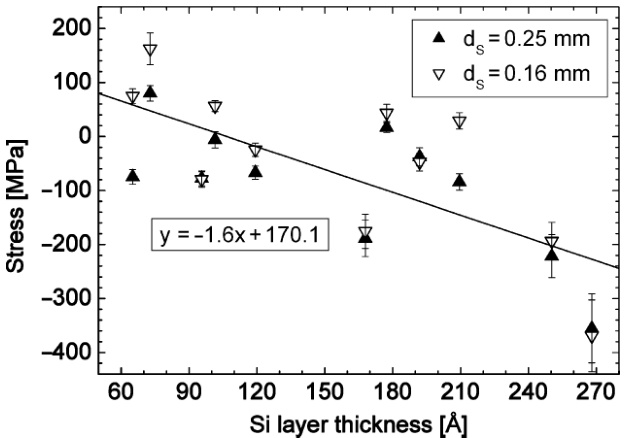 200
100
0
−100
−200
−300
−400
Stress [MPa]
d_S = 0.25 mm
d_S = 0.16 mm
y = −1.6x + 170.1
60 90 120 150 180 210 240 270
Si layer thickness [Å]